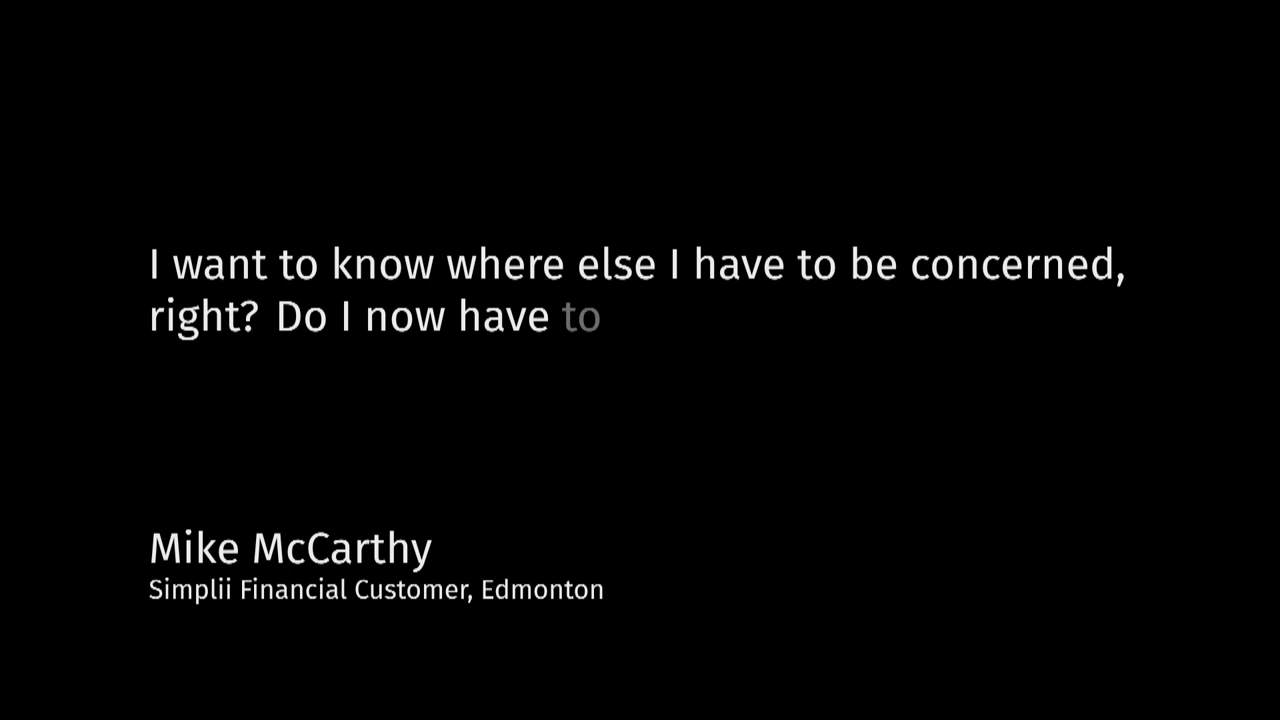 I want to know where else I have to be concerned,
right? Do I now have to
Mike McCarthy
Simplii Financial Customer, Edmonton